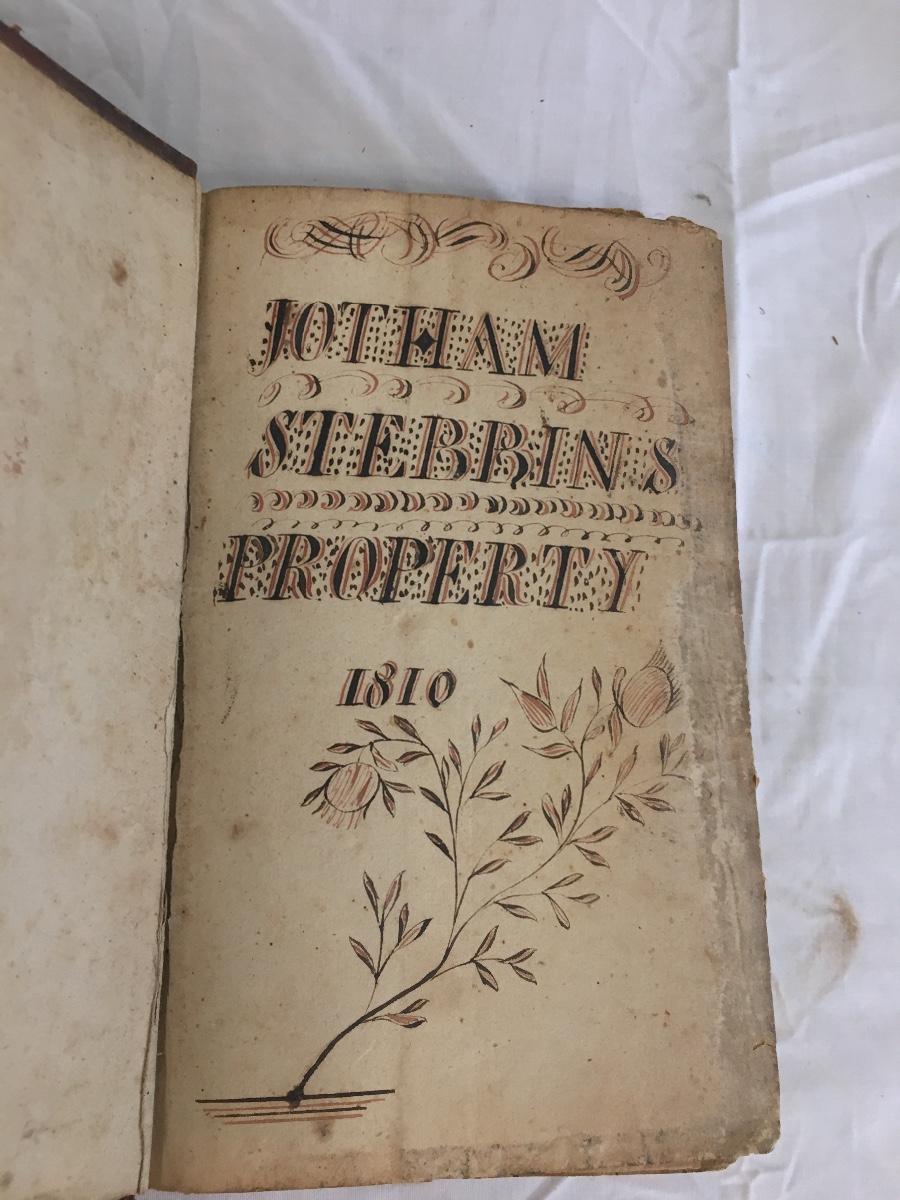 JOTHAM
STEBBINS
PROPERTY
1810